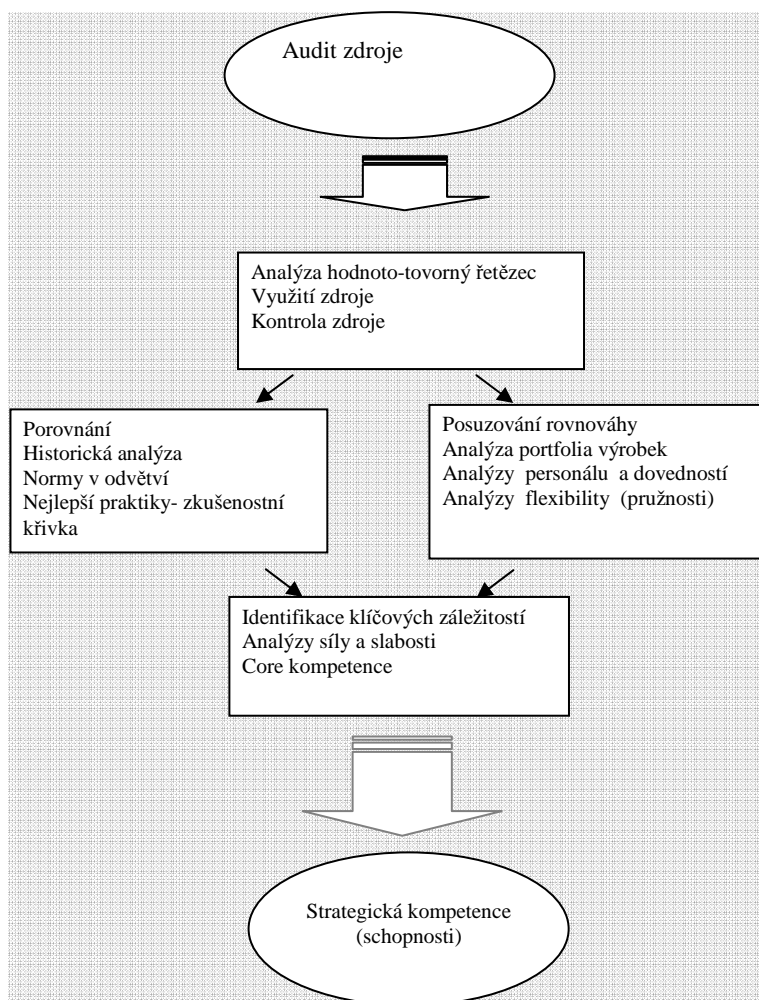 Audit zdroje
Analýza hodnoto-tovorný řetězec
Využití zdroje
Kontrola zdroje
Porovnání
Historická analýza
Normy v odvětví
Nejlepší praktiky- zkušenostní
křivka
Posuzování rovnováhy
Analýza portfolia výrobek
Analýzy personálu a dovedností
Analýzy flexibility (pružnosti)
Identifikace klíčových záležitostí
Analýzy síly a slabosti
Core kompetence
Strategická kompetence
(schopnosti)